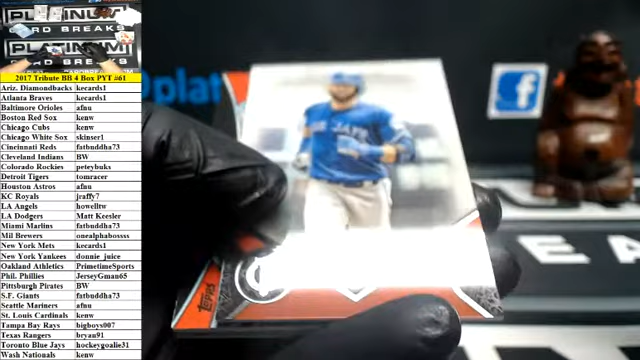 PLATINUM
CARD BREAKS
PLATINUM
2017 Tribute BB 4 Box PYT #61
Ariz. Diamondbacks kecards1
Atlanta Braves kecards1
Baltimore Orioles afnu
Boston Red Sox kenw
Chicago Cubs kenw
Chicago White Sox skinser1
Cincinnati Reds fatbuddha73
Cleveland Indians BW
Colorado Rockies peteybuks
Detroit Tigers tomracer
Houston Astros afnu
KC Royals jraffy7
LA Angels howelltw
LA Dodgers Matt Keesler
Miami Marlins fatbuddha73
Mil Brewers onealphabossss
New York Mets kecards1
New York Yankees donnie_juice
Oakland Athletics PrimetimeSports
Phil. Phillies JerseyGman65
Pittsburgh Pirates BW
S.F. Giants fatbuddha73
Seattle Mariners afnu
St. Louis Cardinals kenw
Tampa Bay Rays bigboys007
Texas Rangers bryan91
Toronto Blue Jays hockeygoalie31
Wash Nationals kenw
plat
f
JAYS
TOPPS
E A